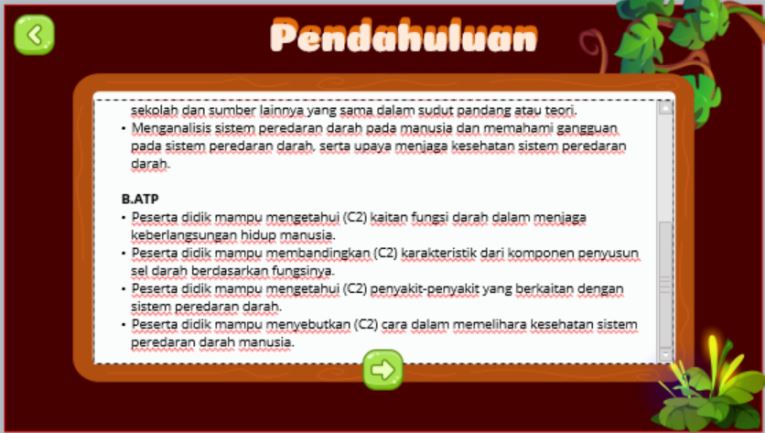 Pendahuluan
sekolah dan sumber lainnya yang sama dalam sudut pandang atau teori.
• Menganalisis sistem peredaran darah pada manusia dan memahami gangguan
pada sistem peredaran darah, serta upaya menjaga kesehatan sistem peredaran
darah.
B.ATP
• Peserta didik mampu mengetahui (C2) kaitan fungsi darah dalam menjaga
keberlangsungan hidup manusia.
• Peserta didik mampu membandingkan (C2) karakteristik dari komponen penyusun
sel darah berdasarkan fungsinya.
• Peserta didik mampu mengetahui (C2) penyakit-penyakit yang berkaitan dengan
sistem peredaran darah.
• Peserta didik mampu menyebutkan (C2) cara dalam memelihara kesehatan sistem
peredaran darah manusia.